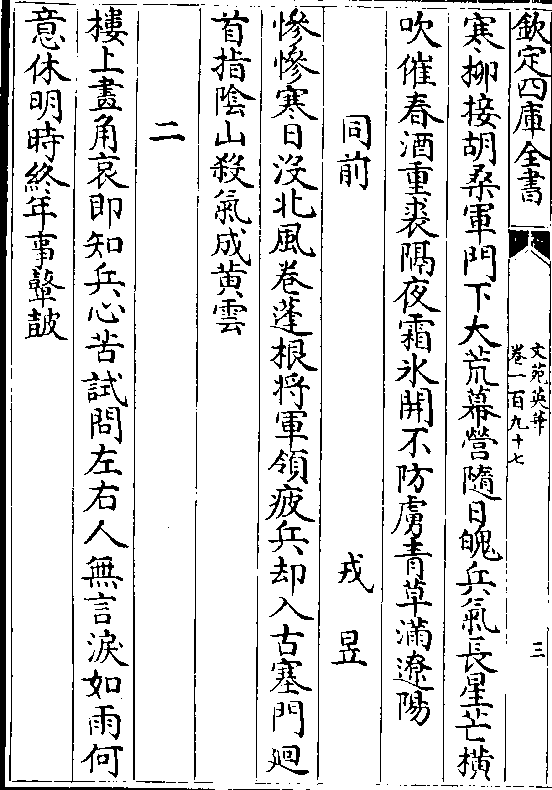 欽定四庫全書
文苑英華
卷一百九十七
三
寒柳接胡桑軍門下大荒幕營隨日魄兵氣長星芒橫
吹催春酒重裘隔夜霜氷開不防虜青草滿遼陽
同前 戎昱
慘慘寒日沒北風卷蓬根將軍領疲兵却入古塞門廻
首指陰山殺氣成黄雲
二
樓上畫角哀即知兵心苦試問左右人無言淚如雨何
意休明時終年事鼙鼓